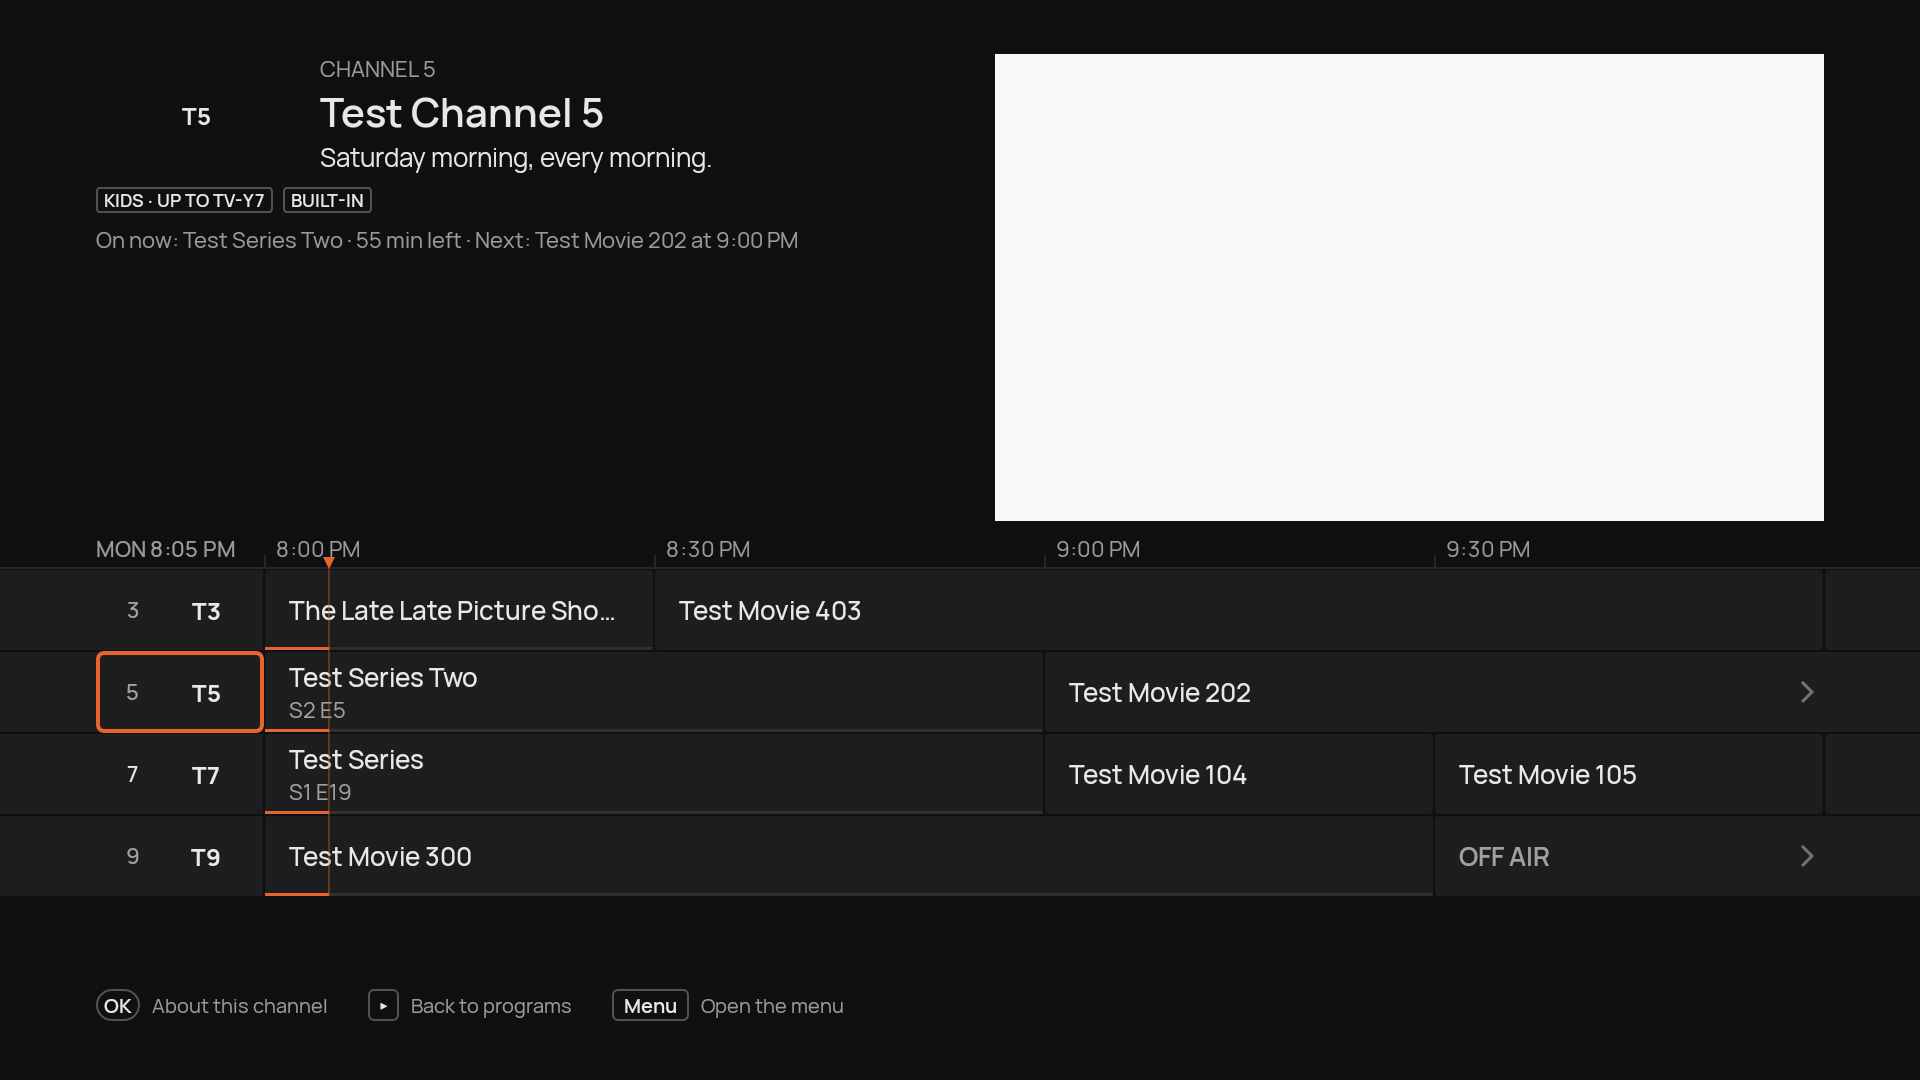 CHANNEL 5
T5
Test Channel 5
Saturday morning, every morning.
KIDS · UP TO TV-Y7
BUILT-IN
On now: Test Series Two · 55 min left · Next: Test Movie 202 at 9:00 PM
MON 8:05 PM
8:00 PM
8:30 PM
9:00 PM
9:30 PM
3
T3
The Late Late Picture Sho...
Test Movie 403
5
T5
Test Series Two
S2 E5
Test Movie 202
7
T7
Test Series
S1 E19
Test Movie 104
Test Movie 105
9
T9
Test Movie 300
OFF AIR
OK About this channel
Back to programs
Menu Open the menu